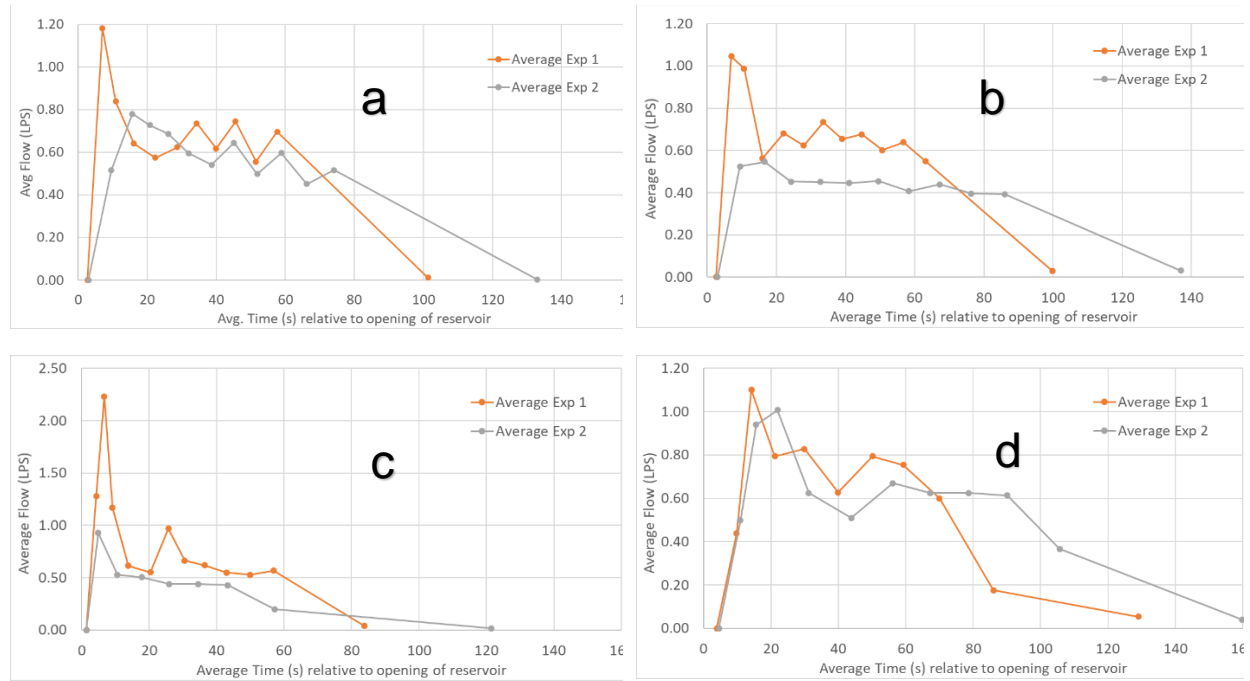 1.20
1.00
0.80
0.60
0.40
0.20
0.00
Avg Flow (LPS)
Average Exp 1
Average Exp 2
a
0 20 40 60 80 100 120 140
Avg. Time (s) relative to opening of reservoir
1.20
1.00
0.80
0.60
0.40
0.20
0.00
Average Flow (LPS)
Average Exp 1
Average Exp 2
b
0 20 40 60 80 100 120 140
Average Time (s) relative to opening of reservoir
2.50
2.00
1.50
1.00
0.50
0.00
Average Flow (LPS)
Average Exp 1
Average Exp 2
c
0 20 40 60 80 100 120 140 16
Average Time (s) relative to opening of reservoir
1.20
1.00
0.80
0.60
0.40
0.20
0.00
Average Flow (LPS)
Average Exp 1
Average Exp 2
d
0 20 40 60 80 100 120 140 160
Average Time (s) relative to opening of reservoir